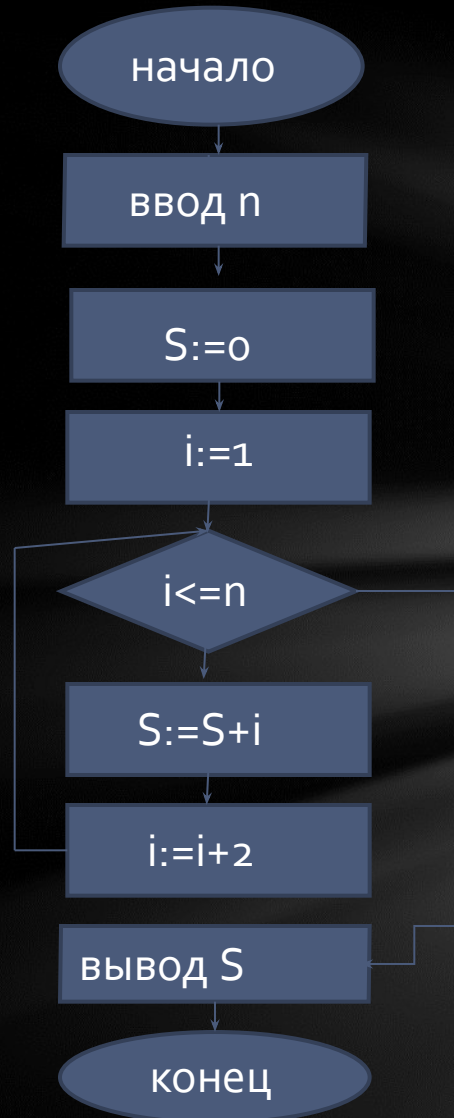 начало
ввод n
S:=0
i:=1
i<=n
S:=S+i
i:=i+2
вывод S
конец